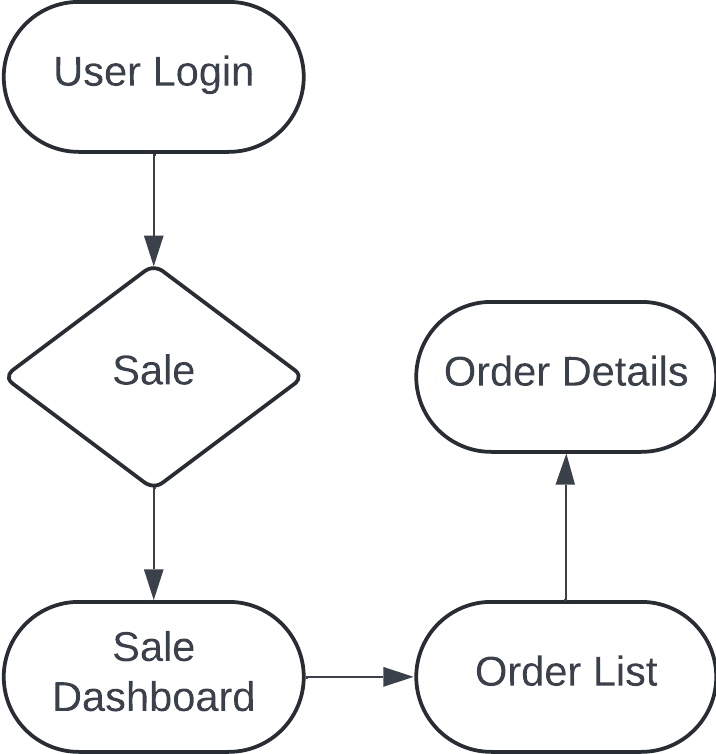 User Login
Sale
Order Details
Sale
Dashboard
Order List